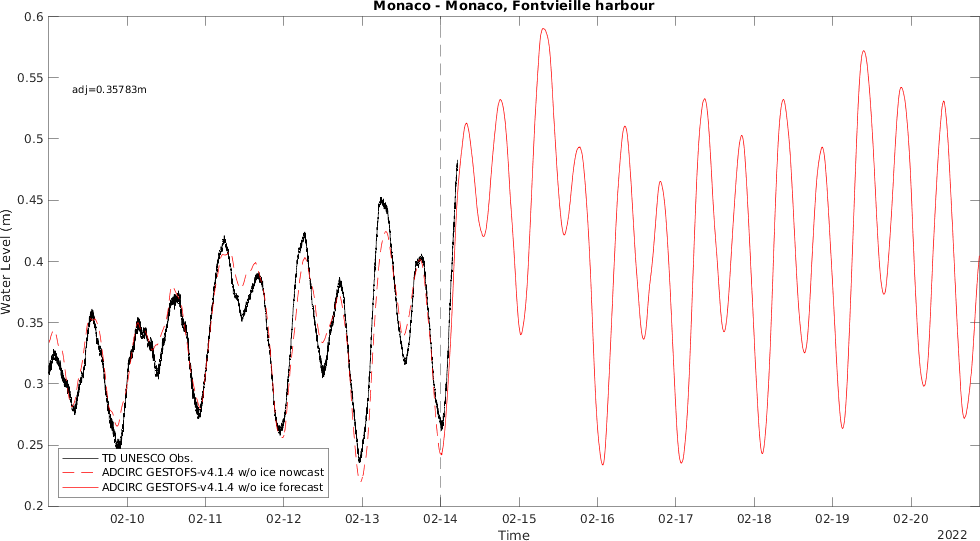 Monaco - Monaco, Fontvieille harbour
0.6
0.55
0.5
0.45
0.4
0.35
0.3
0.25
0.2
Water Level (m)
adj=0.35783m
TD UNESCO Obs.
ADCIRC GESTOFS-v4.1.4 w/o ice nowcast
ADCIRC GESTOFS-v4.1.4 w/o ice forecast
02-10 02-11 02-12 02-13 02-14 02-15 02-16 02-17 02-18 02-19 02-20
Time
2022